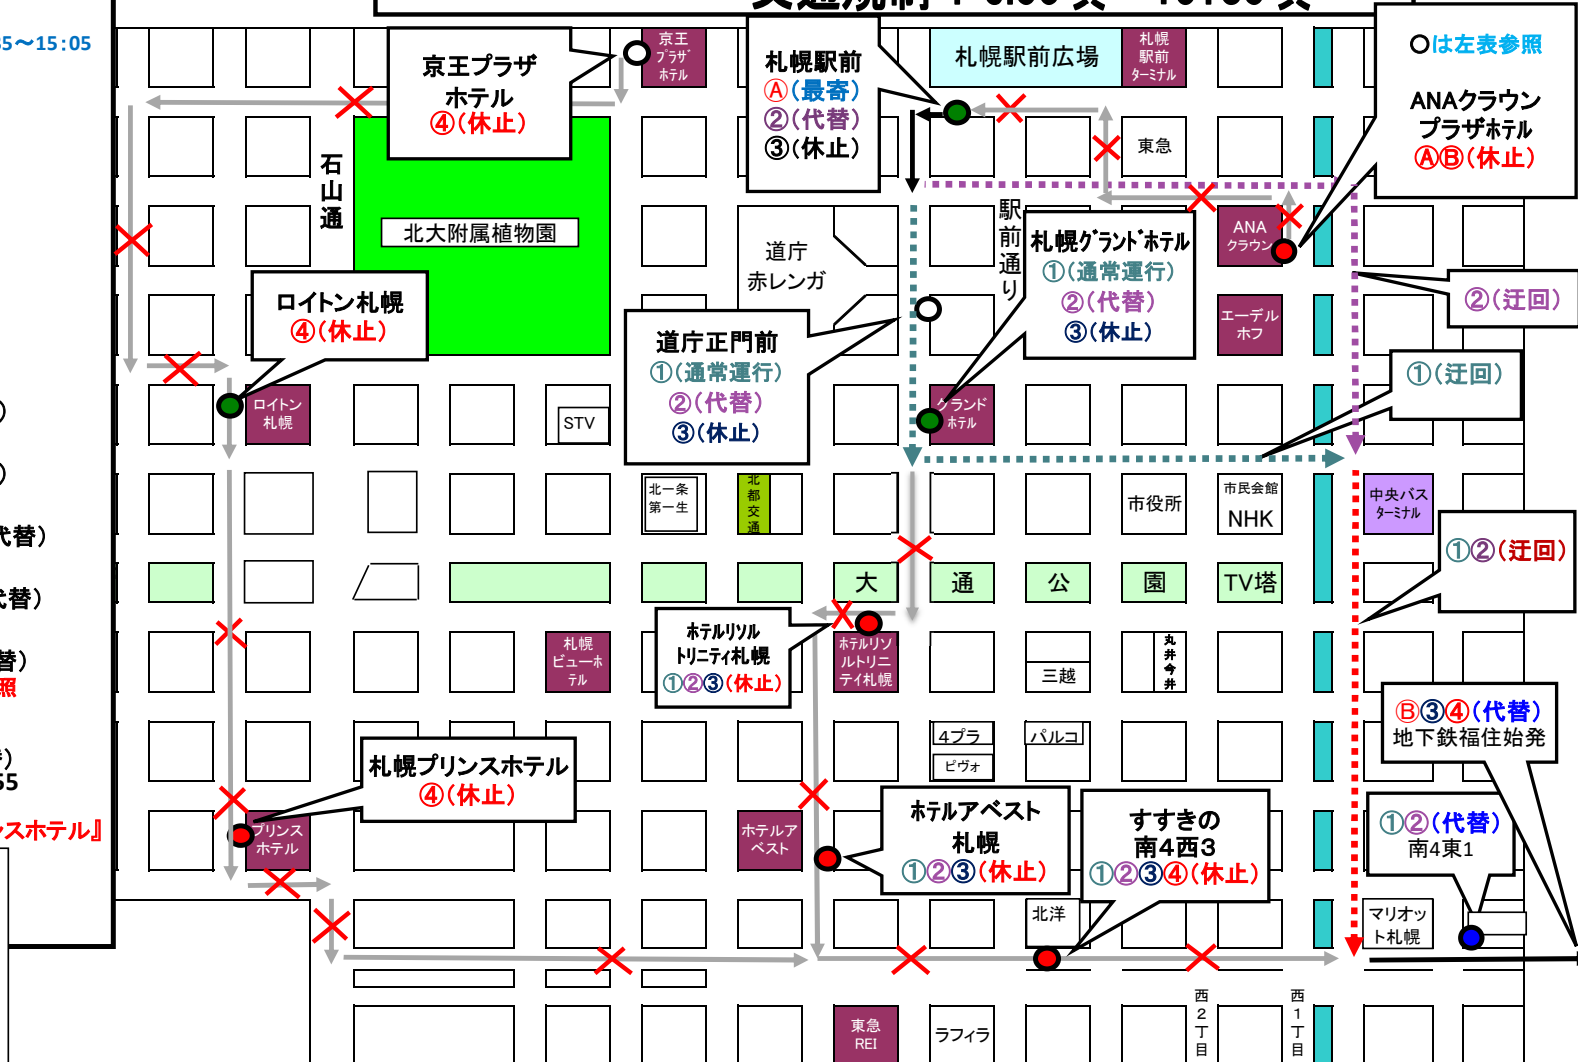 35～15:05
京王プラザ
ホテル
④(休止)
京王
プラザ
ホテル
札幌駅前
Ⓐ(最寄)
②(代替)
③(休止)
札幌駅前広場
札幌
駅前
ターミナル
〇は左表参照
ANAクラウン
プラザホテル
ⒶⒷ(休止)
東急
石山通
北大附属植物園
道庁
赤レンガ
駅前通り
札幌グランドホテル
①(通常運行)
②(代替)
③(休止)
ANA
クラウン
②(迂回)
ロイトン札幌
④(休止)
道庁正門前
①(通常運行)
②(代替)
③(休止)
エーデル
ホフ
①(迂回)
ロイトン
札幌
STV
グランド
ホテル
北一条
第一生
北都交通
市役所
市民会館
NHK
中央バス
ターミナル
代替)
①②(迂回)
大
通
公
園
TV塔
代替)
ホテルリソル
トリニティ札幌
①②③(休止)
札幌
ビューホ
テル
ホテルリソ
ルトリニ
テイ札幌
三越
丸井今井
替)
照
Ⓑ③④(代替)
地下鉄福住始発
4プラ
ピヴォ
パルコ
札幌プリンスホテル
④(休止)
55
ンスホテル』
プリンス
ホテル
ホテルア
ベスト
ホテルアベスト
札幌
①②③(休止)
すすきの
南4西3
①②③④(休止)
①②(代替)
南4東1
北洋
マリオッ
ト札幌
東急
REI
ラフィラ
西2丁目
西1丁目